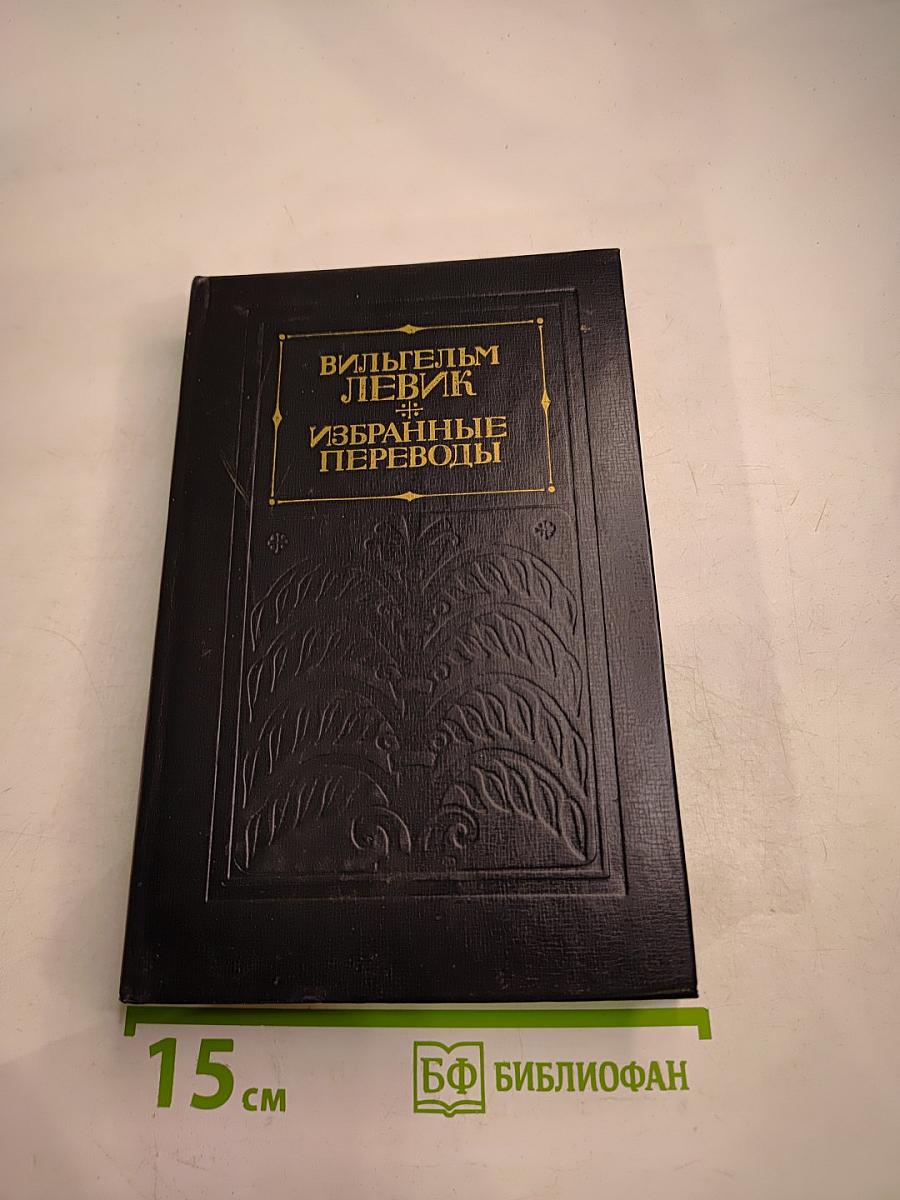 ВИЛЬГЕЛЬМ
ЛЕВИК
ИЗБРАННЫЕ
ПЕРЕВОДЫ
15 см
БФ БИБЛИОФАН